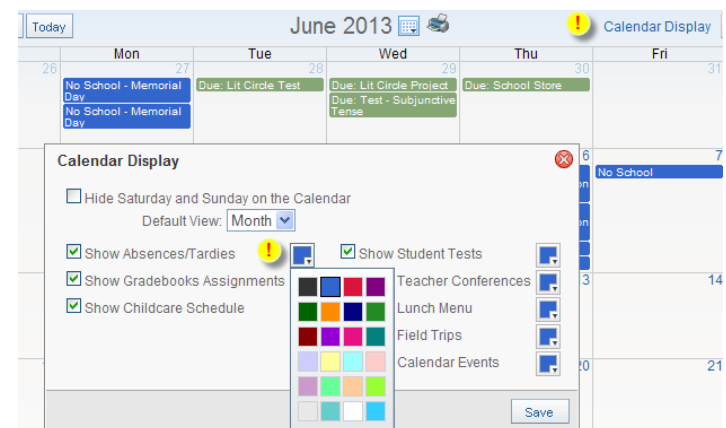 Today
June 2013
! Calendar Display
Mon Tue Wed Thu Fri
26 27 28 29 30 31
No School - Memorial Day
No School - Memorial Day
Due: Lit Circle Test
Due: Lit Circle Project
Due: Test - Subjunctive Tense
Due: School Store
Calendar Display
6 7
No School
Hide Saturday and Sunday on the Calendar
Default View: Month
Show Absences/Tardies ! Show Student Tests
Show Gradebooks Assignments Teacher Conferences
Show Childcare Schedule Lunch Menu
Field Trips
Calendar Events
3 14
20 21
Save